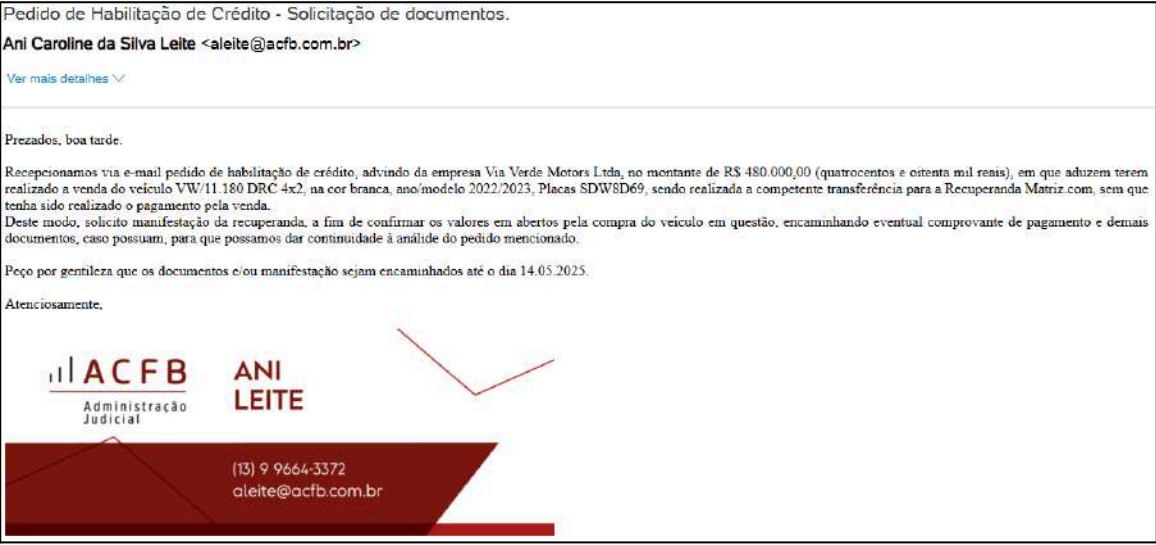 Pedido de Habilitação de Crédito - Solicitação de documentos.
Ani Caroline da Silva Leite <aleite@acfb.com.br>
Ver mais detalhes
Prezados, boa tarde.
Recepcionamos via e-mail pedido de habilitação de crédito, advindo da empresa Via Verde Motors Ltda, no montante de R$ 480.000,00 (quatrocentos e oitenta mil reais), em que aduzem terem
realizado a venda do veículo VW/11.180 DRC 4x2, na cor branca, ano/modelo 2022/2023, Placas SDW8D69, sendo realizada a competente transferência para a Recuperanda Matriz.com, sem que
tenha sido realizado o pagamento pela venda.
Deste modo, solicito manifestação da recuperanda, a fim de confirmar os valores em abertos pela compra do veículo em questão, encaminhando eventual comprovante de pagamento e demais
documentos, caso possuam, para que possamos dar continuidade à análide do pedido mencionado.
Peço por gentileza que os documentos e/ou manifestação sejam encaminhados até o dia 14.05.2025.
Atenciosamente,
ACFB
Administração
Judicial
ANI
LEITE
(13) 9 9664-3372
aleite@acfb.com.br